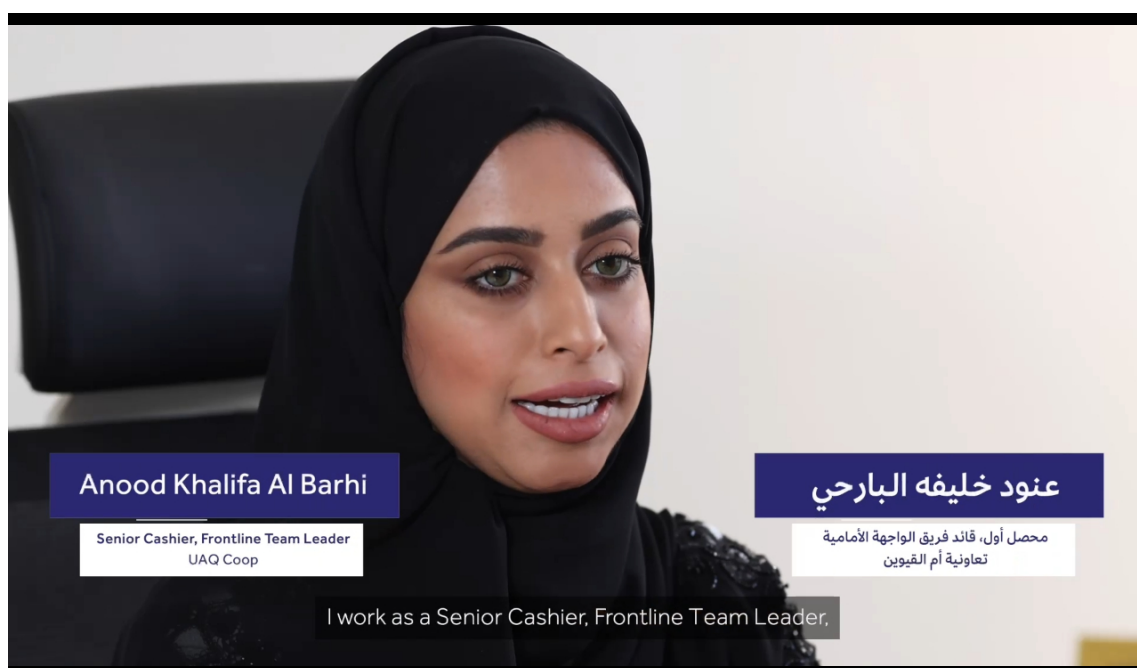 Anood Khalifa Al Barhi
Senior Cashier, Frontline Team Leader
UAQ Coop
عنود خليفه البارحي
محصل أول، قائد فريق الواجهة الأمامية
تعاونية أم القيوين
I work as a Senior Cashier, Frontline Team Leader,